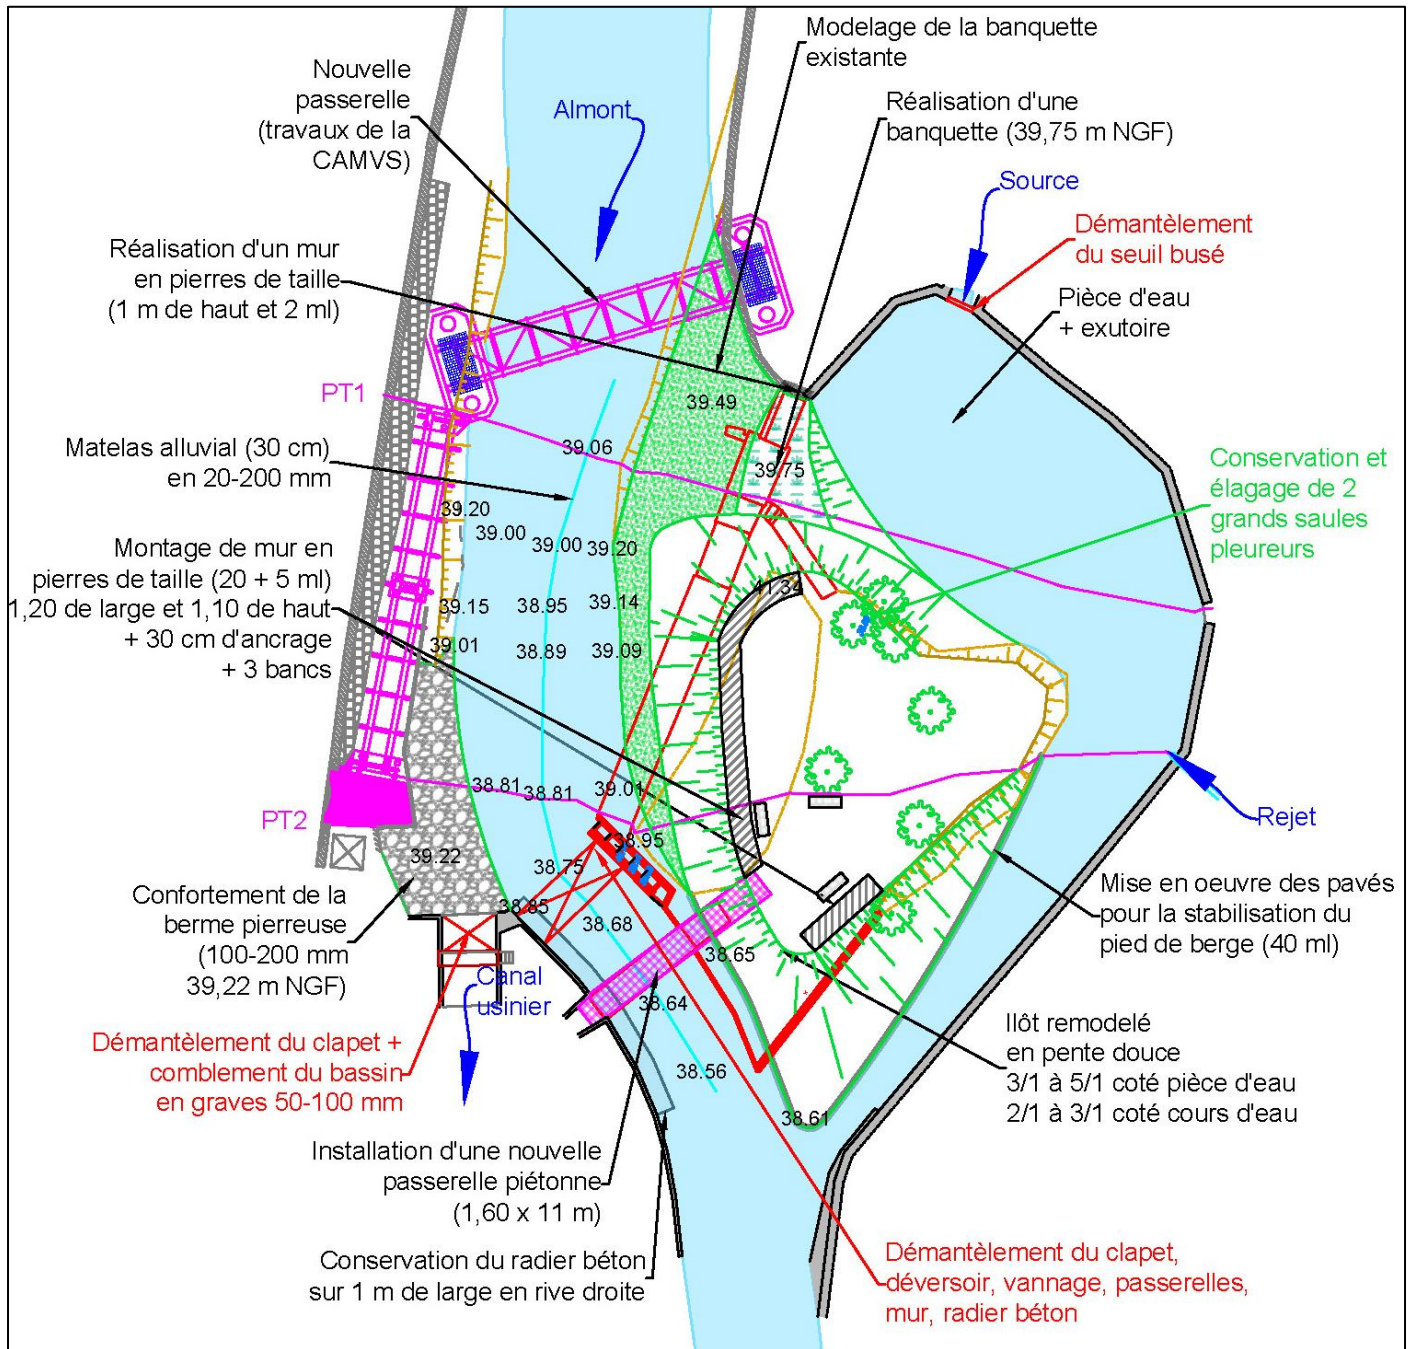 Modelage de la banquette
existante
Nouvelle
passerelle
(travaux de la
CAMVS)
Almont
Réalisation d'une
banquette (39,75 m NGF)
Source
Démantèlement
du seuil busé
Réalisation d'un mur
en pierres de taille
(1 m de haut et 2 ml)
Pièce d'eau
+ exutoire
PT1
39.49
Matelas alluvial (30 cm)
en 20-200 mm
39.06
39.75
Conservation et
élagage de 2
grands saules
pleureurs
39.20
39.00
39.00
39.20
Montage de mur en
pierres de taille (20 + 5 ml)
1,20 de large et 1,10 de haut
+ 30 cm d'ancrage
+ 3 bancs
41.34
39.15
38.95
39.14
39.01
38.89
39.09
38.81
38.81
39.01
PT2
Rejet
38.95
39.22
38.75
Confortement de la
berme pierreuse
(100-200 mm
39,22 m NGF)
Mise en oeuvre des pavés
pour la stabilisation du
pied de berge (40 ml)
38.85
38.68
38.65
Canal
usinier
38.64
Ilôt remodelé
en pente douce
3/1 à 5/1 coté pièce d'eau
2/1 à 3/1 coté cours d'eau
Démantèlement du clapet +
comblement du bassin
en graves 50-100 mm
38.56
38.61
Installation d'une nouvelle
passerelle piétonne
(1,60 x 11 m)
Conservation du radier béton
sur 1 m de large en rive droite
Démantèlement du clapet,
déversoir, vannage, passerelles,
mur, radier béton